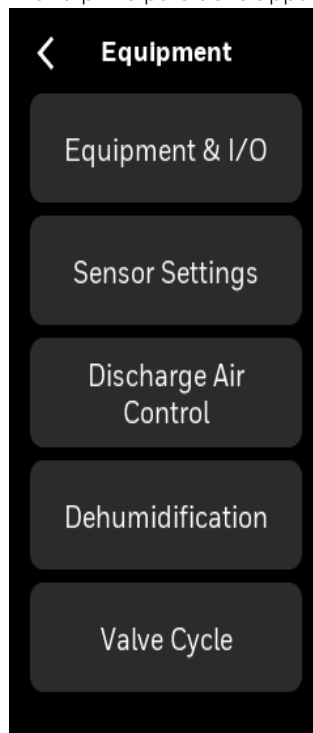 Equipment
Equipment & I/O
Sensor Settings
Discharge Air
Control
Dehumidification
Valve Cycle